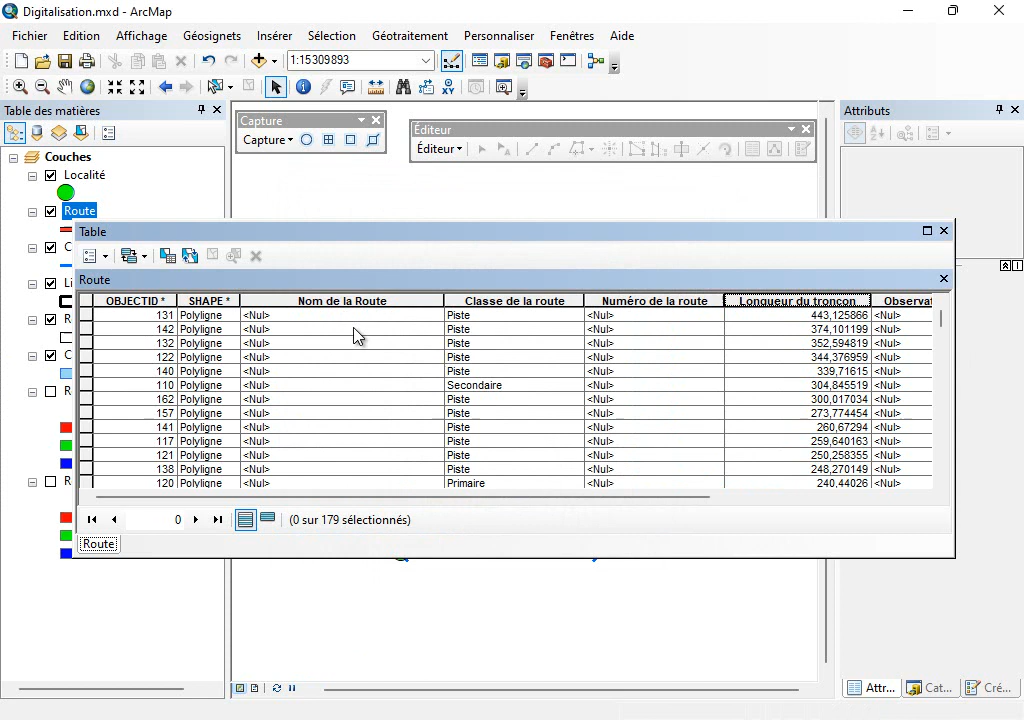 Digitalisation.mxd - ArcMap
Fichier Edition Affichage Géosignets Insérer Sélection Géotraitement Personnaliser Fenêtres Aide
1:15309893
Table des matières
Capture
Capture
Éditeur
Éditeur
Attributs
Couches
Localité
Route
C
Li
R
C
R
R
Table
Route
OBJECTID * SHAPE * Nom de la Route Classe de la route Numéro de la route Longueur du troncon Observat
131 Polyligne <Nul> Piste <Nul> 443,125866 <Nul>
142 Polyligne <Nul> Piste <Nul> 374,101199 <Nul>
132 Polyligne <Nul> Piste <Nul> 352,594819 <Nul>
122 Polyligne <Nul> Piste <Nul> 344,376959 <Nul>
140 Polyligne <Nul> Piste <Nul> 339,71615 <Nul>
110 Polyligne <Nul> Secondaire <Nul> 304,845519 <Nul>
162 Polyligne <Nul> Piste <Nul> 300,017034 <Nul>
157 Polyligne <Nul> Piste <Nul> 273,774454 <Nul>
141 Polyligne <Nul> Piste <Nul> 260,67294 <Nul>
117 Polyligne <Nul> Piste <Nul> 259,640163 <Nul>
121 Polyligne <Nul> Piste <Nul> 250,258355 <Nul>
138 Polyligne <Nul> Piste <Nul> 248,270149 <Nul>
120 Polyligne <Nul> Primaire <Nul> 240,44026 <Nul>
0 (0 sur 179 sélectionnés)
Route
Attr... Cat... Cré...